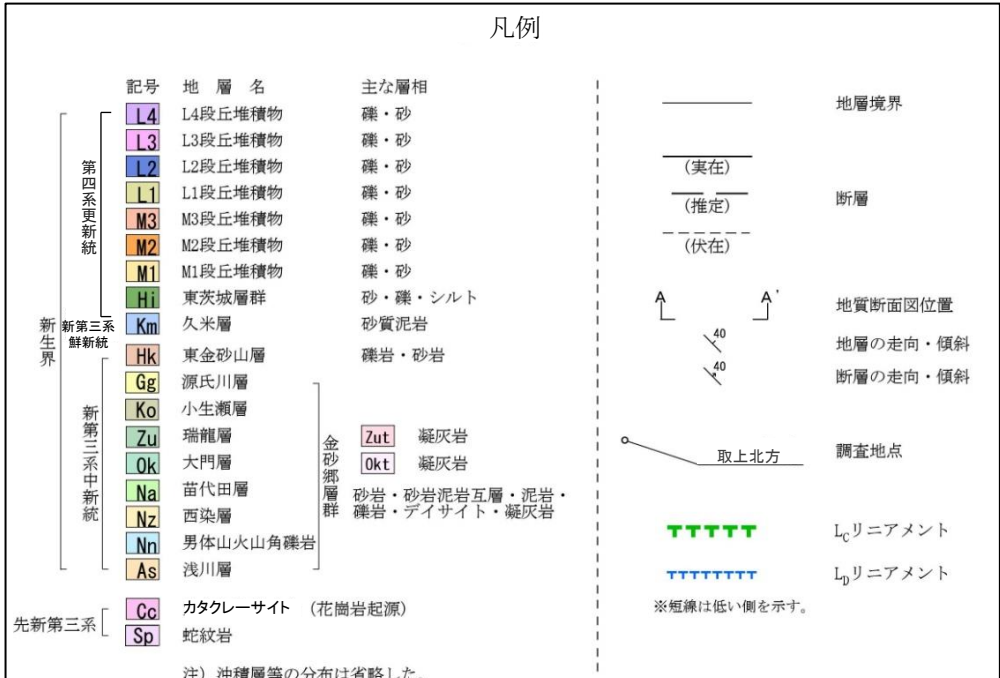 凡例
記号 地 層 名 主な層相
L4 L4段丘堆積物 礫・砂
L3 L3段丘堆積物 礫・砂
L2 L2段丘堆積物 礫・砂
L1 L1段丘堆積物 礫・砂
M3 M3段丘堆積物 礫・砂
M2 M2段丘堆積物 礫・砂
M1 M1段丘堆積物 礫・砂
Hi 東茨城層群 砂・礫・シルト
Km 久米層 砂質泥岩
Hk 東金砂山層 礫岩・砂岩
Gg 源氏川層
Ko 小生瀬層
Zu 瑞龍層 Zut 凝灰岩
Ok 大門層 Okt 凝灰岩
Na 苗代田層
砂岩・砂岩泥岩互層・泥岩・
礫岩・デイサイト・凝灰岩
Nz 西染層
Nn 男体山火山角礫岩
As 浅川層
金砂郷層群
第四系更新統
新第三系
鮮新統
新第三系中新統
新生界
先新第三系
Cc カタクレーサイト (花崗岩起源)
Sp 蛇紋岩
注) 沖積層等の分布は省略した。
地層境界
(実在)
(推定) 断層
(伏在)
A A' 地質断面図位置
40 地層の走向・傾斜
40 断層の走向・傾斜
取上北方 調査地点
LCリニアメント
LDリニアメント
※短線は低い側を示す。